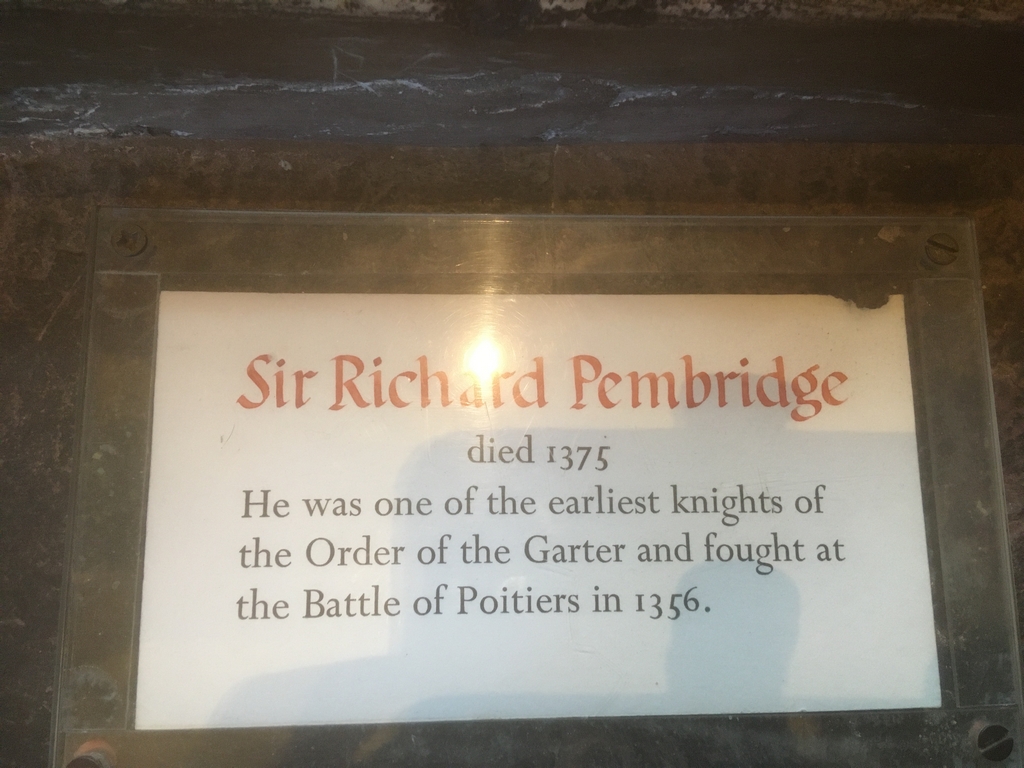 Sir Richard Pembridge
died 1375
He was one of the earliest knights of
the Order of the Garter and fought at
the Battle of Poitiers in 1356.